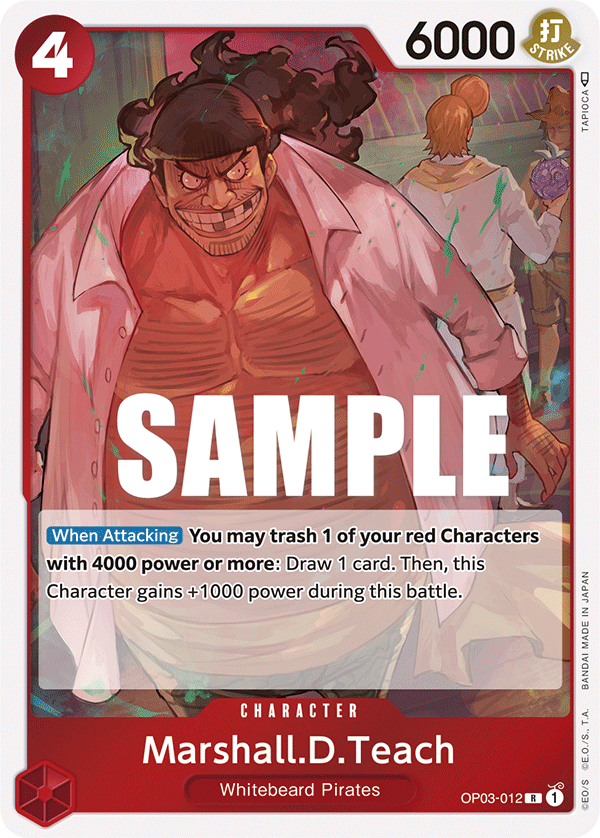 4
6000
打
STRIKE
TAPIOCA
SAMPLE
When Attacking You may trash 1 of your red Characters
with 4000 power or more: Draw 1 card. Then, this
Character gains +1000 power during this battle.
CHARACTER
Marshall.D.Teach
Whitebeard Pirates
OP03-012 R 1
©EO/S ©E.O./S., T.A. BANDAI MADE IN JAPAN